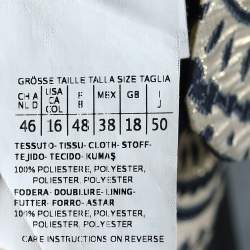 GRÖSSE TAILLE TALLA SIZE TAGLIA
CH A NL D USA CA COL F B MEX GB I J
46 16 48 38 18 50
TESSUTO-TISSU-CLOTH-STOFF-
TEJIDO-TECIDO-KUMAŞ
100% POLIESTERE, POLYESTER,
POLIESTER, POLYESTER
FODERA-DOUBLURE-LINING-
FUTTER-FORRO-ASTAR
100% POLIESTERE, POLYESTER,
POLIESTER, POLYESTER
CARE INSTRUCTIONS ON REVERSE